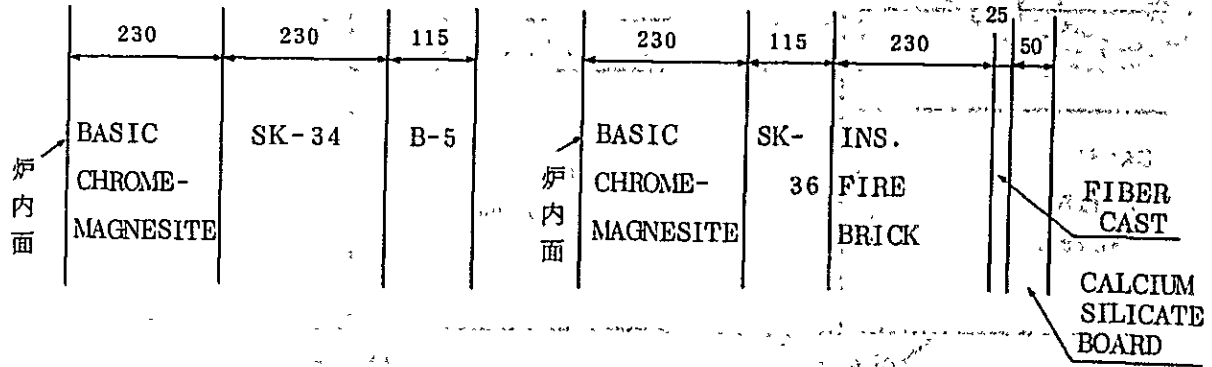 230 230 115
BASIC
CHROME-
MAGNESITE
SK-34
B-5
炉内面
230 115 230 25 50
BASIC
CHROME-
MAGNESITE
SK-
36
INS.
FIRE
BRICK
炉内面
FIBER
CAST
CALCIUM
SILICATE
BOARD